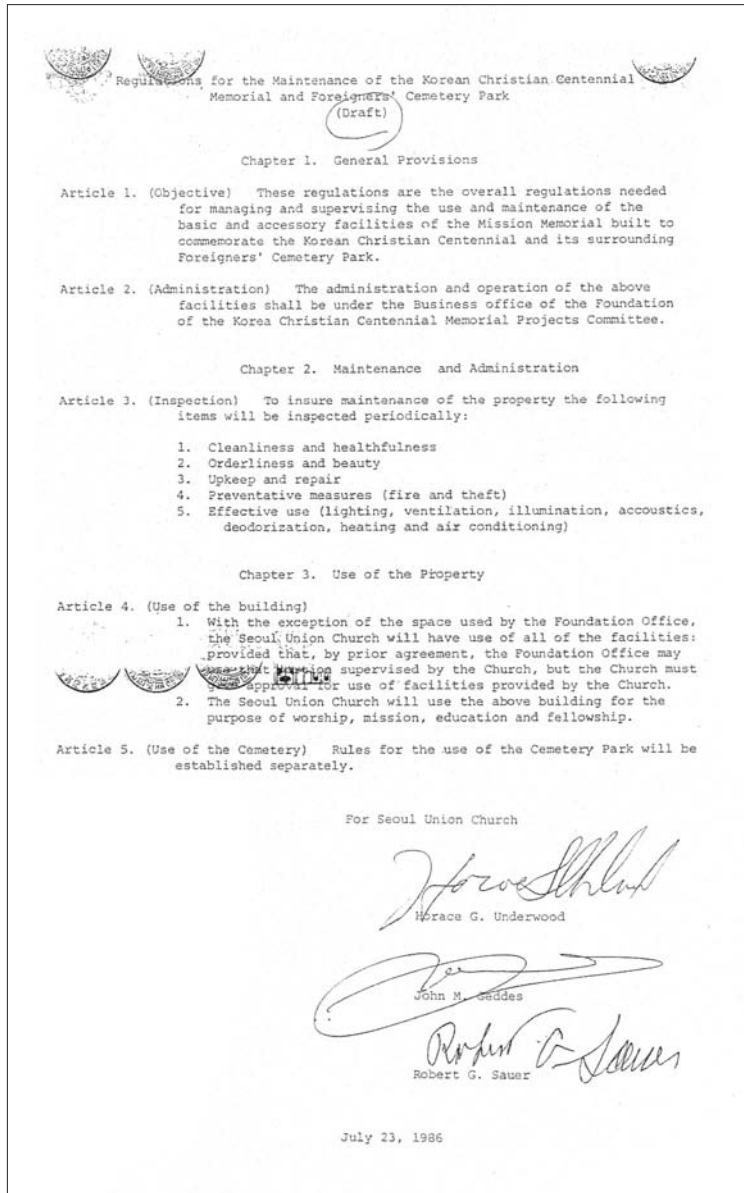 Regulations for the Maintenance of the Korean Christian Centennial
Memorial and Foreigners' Cemetery Park
(Draft)
Chapter 1. General Provisions
Article 1. (Objective) These regulations are the overall regulations needed
for managing and supervising the use and maintenance of the
basic and accessory facilities of the Mission Memorial built to
commemorate the Korean Christian Centennial and its surrounding
Foreigners' Cemetery Park.
Article 2. (Administration) The administration and operation of the above
facilities shall be under the Business office of the Foundation
of the Korea Christian Centennial Memorial Projects Committee.
Chapter 2. Maintenance and Administration
Article 3. (Inspection) To insure maintenance of the property the following
items will be inspected periodically:
1. Cleanliness and healthfulness
2. Orderliness and beauty
3. Upkeep and repair
4. Preventative measures (fire and theft)
5. Effective use (lighting, ventilation, illumination, accoustics,
deodorization, heating and air conditioning)
Chapter 3. Use of the Property
Article 4. (Use of the building)
1. With the exception of the space used by the Foundation Office,
the Seoul Union Church will have use of all of the facilities:
provided that, by prior agreement, the Foundation Office may
use that portion supervised by the Church, but the Church must
approval for use of facilities provided by the Church.
2. The Seoul Union Church will use the above building for the
purpose of worship, mission, education and fellowship.
Article 5. (Use of the Cemetery) Rules for the use of the Cemetery Park will be
established separately.
For Seoul Union Church
Horace G. Underwood
John M. Geddes
Robert G. Sauer
Robert G. Sauer
July 23, 1986